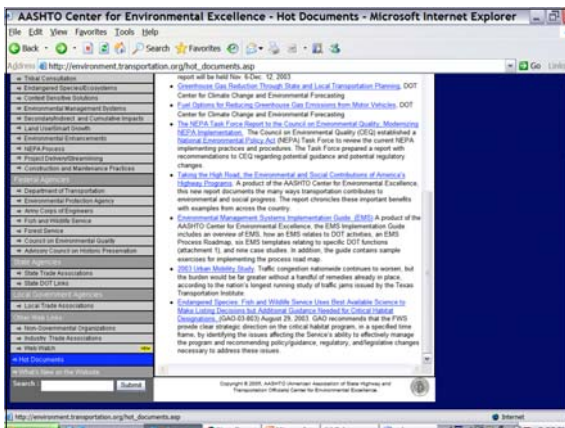 AASHTO Center for Environmental Excellence - Hot Documents - Microsoft Internet Explorer
File Edit View Favorites Tools Help
Back Search Favorites
Address http://environment.transportation.org/hot_documents.asp Go Links
Tribal Consultation
Endangered Species/Ecosystems
Context Sensitive Solutions
Environmental Management Systems
Secondary/Indirect and Cumulative Impacts
Land Use/Smart Growth
Environmental Enhancements
NEPA Process
Project Delivery/Streamlining
Construction and Maintenance Practices
Federal Agencies
Department of Transportation
Environmental Protection Agency
Army Corps of Engineers
Fish and Wildlife Service
Forest Service
Council on Environmental Quality
Advisory Council on Historic Preservation
State Agencies
State Trade Associations
State DOT Links
Local Government Agencies
Local Trade Associations
Other Web Links
Non-Governmental Organizations
Industry Trade Associations
Web Watch
Hot Documents
What's New on the Website
Search : Submit
report will be held Nov. 6-Dec. 12, 2003
Greenhouse Gas Reduction Through State and Local Transportation Planning, DOT
Center for Climate Change and Environmental Forecasting
Fuel Options for Reducing Greenhouse Gas Emissions from Motor Vehicles, DOT
Center for Climate Change and Environmental Forecasting
The NEPA Task Force Report to the Council on Environmental Quality, Modernizing
NEPA Implementation, The Council on Environmental Quality (CEQ) established a
National Environmental Policy Act (NEPA) Task Force to review the current NEPA
implementing practices and procedures. The Task Force prepared a report with
recommendations to CEQ regarding potential guidance and potential regulatory
changes.
Taking the High Road, the Environmental and Social Contributions of America's
Highway Programs. A product of the AASHTO Center for Environmental Excellence,
this new report documents the many ways transportation contributes to
environmental and social progress. The report chronicles these important benefits
with examples from across the country.
Environmental Management Systems Implementation Guide, (EMS) A product of the
AASHTO Center for Environmental Excellence, the EMS Implementation Guide
includes an overview of EMS, how an EMS relates to DOT activities, an EMS
Process Roadmap, six EMS templates relating to specific DOT functions
(attachment 1), and nine case studies. In addition, the guide contains sample
exercises for implementing the process road map.
2003 Urban Mobility Study. Traffic congestion nationwide continues to worsen, but
the burden would be far greater without a handful of remedies already in place,
according to the nation's longest running study of traffic jams issued by the Texas
Transportation Institute.
Endangered Species: Fish and Wildlife Service Uses Best Available Science to
Make Listing Decisions but Additional Guidance Needed for Critical Habitat
Designations, (GAO-03-803) August 29, 2003. GAO recommends that the FWS
provide clear strategic direction on the critical habitat program, in a specified time
frame, by identifying the issues affecting the Service's ability to effectively manage
the program and recommending policy/guidance, regulatory, and/legislative changes
necessary to address these issues.
Copyright © 2005, AASHTO (American Association of State Highway and
Transportation Officials) Center for Environmental Excellence.
http://environment.transportation.org/hot_documents.asp Internet